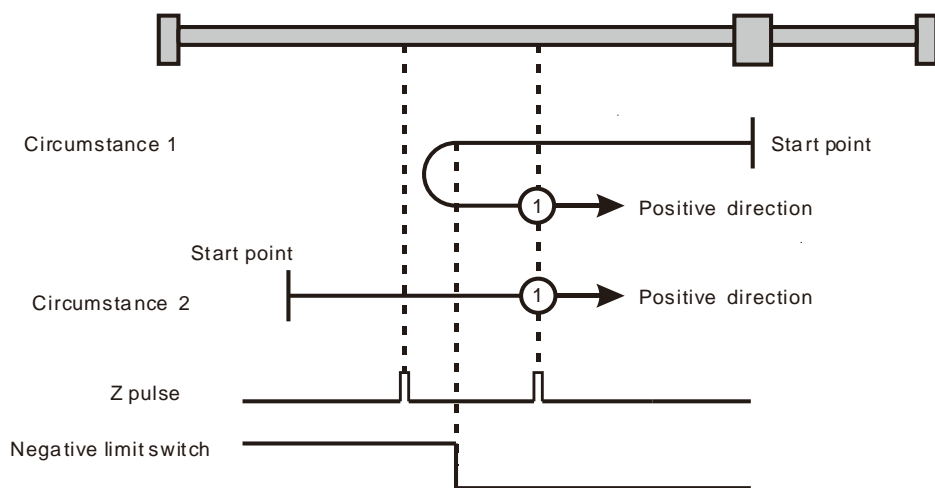 Circumstance 1
Start point
1
Positive direction
Start point
Circumstance 2
1
Positive direction
Z pulse
Negative limit switch